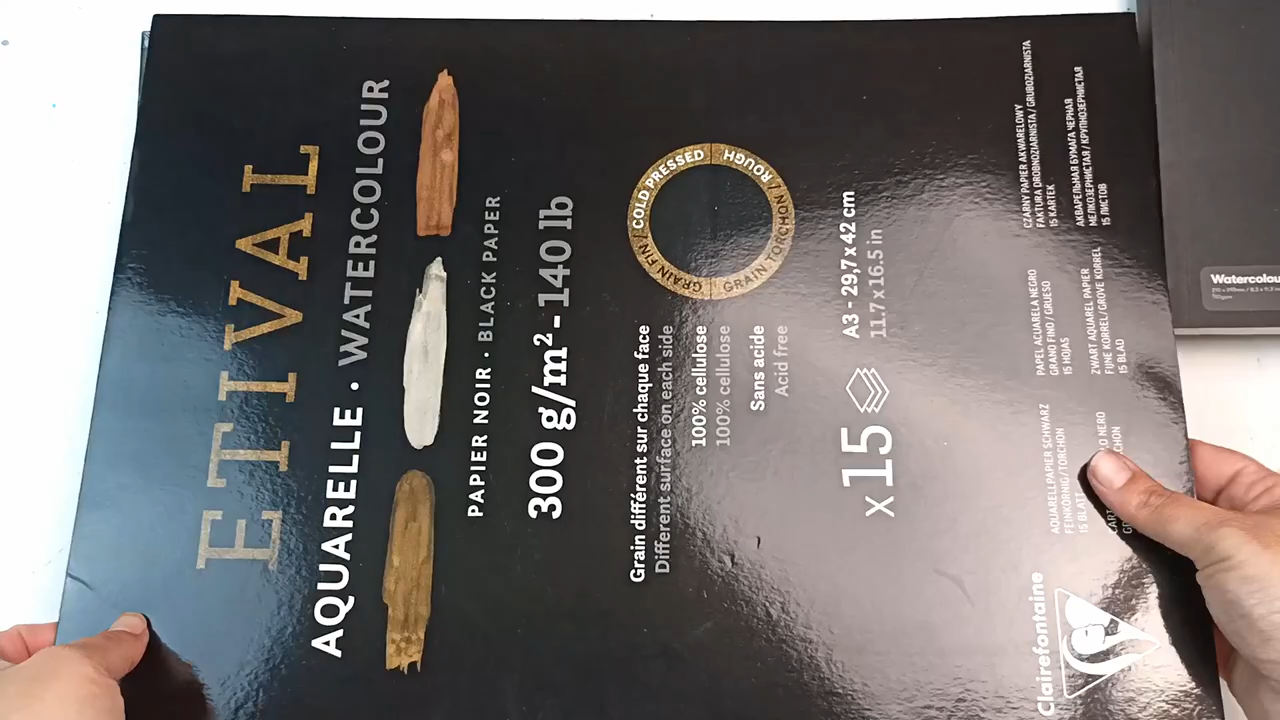 ETIVAL
AQUARELLE • WATERCOLOUR
PAPIER NOIR • BLACK PAPER
300 g/m² - 140 lb
GRAIN FIN / COLD PRESSED
GRAIN TORCHON / ROUGH
Grain différent sur chaque face
Different surface on each side
100% cellulose
100% cellulose
Sans acide
Acid free
x 15
A3 - 29,7 x 42 cm
11.7 x 16.5 in
AQUARELLPAPIER SCHWARZ
FEINKÖRNIG / TORCHON
15 BLATT
NERO
PAPEL ACUARELA NEGRO
GRANO FINO / GRUESO
15 HOJAS
ZWART AQUAREL PAPIER
FIJNE KORREL / GROVE KORREL
15 BLAD
CZARNY PAPIER AKWARELOWY
FAKTURA DROBNOZIARNISTA / GRUBOZIARNISTA
15 KARTEK
АКВАРЕЛЬНАЯ БУМАГА ЧЕРНАЯ
МЕЛКОЗЕРНИСТАЯ / КРУПНОЗЕРНИСТАЯ
15 ЛИСТОВ
Clairefontaine
Watercolou